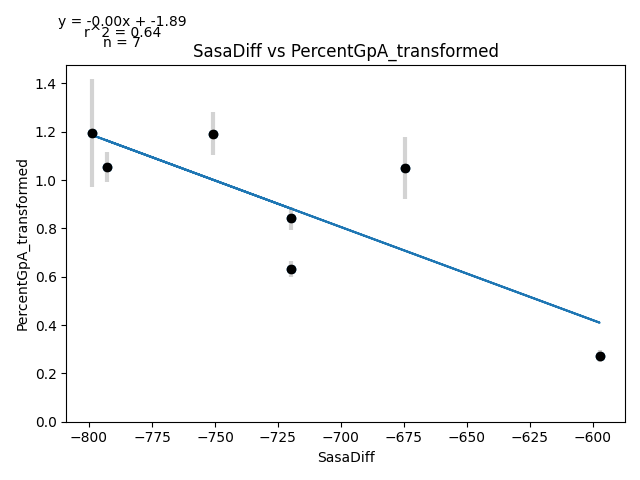 y = -0.00x + -1.89
r^2 = 0.64
n = 7
SasaDiff vs PercentGpA_transformed
PercentGpA_transformed
1.4
1.2
1.0
0.8
0.6
0.4
0.2
0.0
−800 −775 −750 −725 −700 −675 −650 −625 −600
SasaDiff